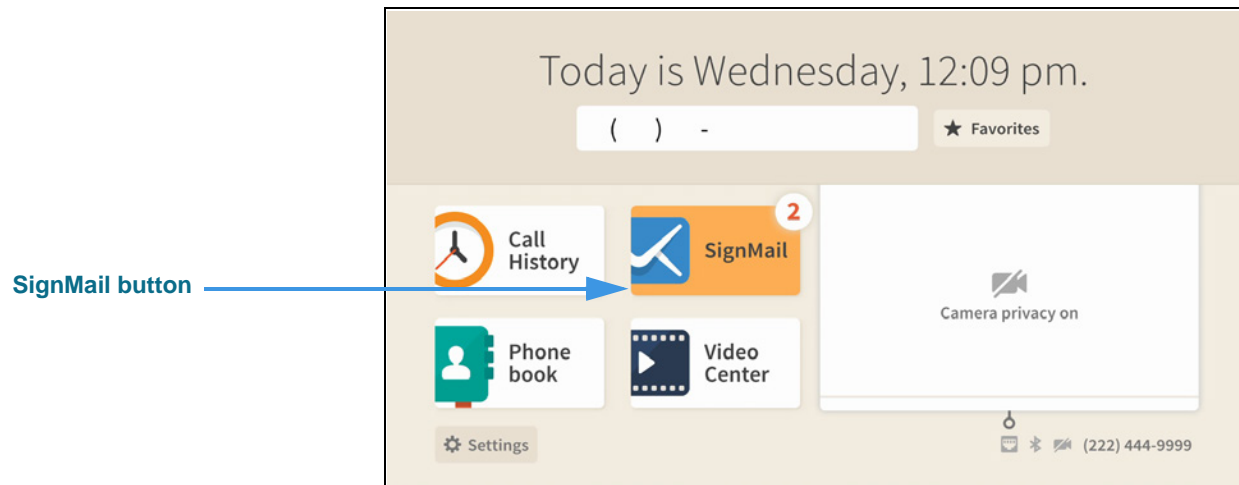 Today is Wednesday, 12:09 pm.
( ) -
★ Favorites
2
Call
History
SignMail
SignMail button
Camera privacy on
Phone
book
Video
Center
Settings
(222) 444-9999